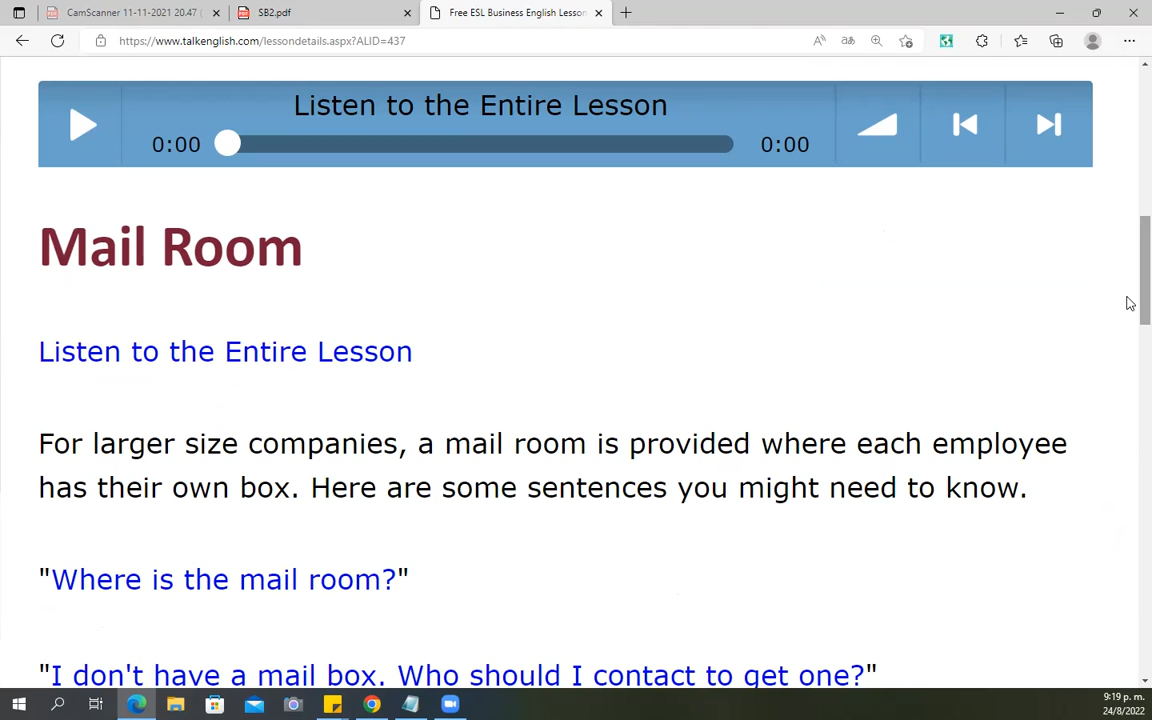 CamScanner 11-11-2021 20.47 (
SB2.pdf
Free ESL Business English Lesson
https://www.talkenglish.com/lessondetails.aspx?ALID=437
Listen to the Entire Lesson
0:00
0:00
Mail Room
Listen to the Entire Lesson
For larger size companies, a mail room is provided where each employee
has their own box. Here are some sentences you might need to know.
"Where is the mail room?"
"I don't have a mail box. Who should I contact to get one?"
9:19 p. m.
24/8/2022